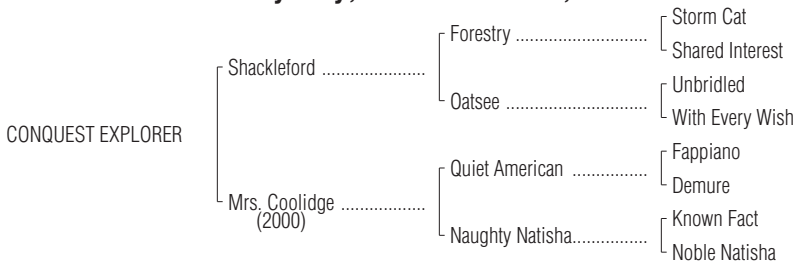 Storm Cat
Forestry ............................
Shared Interest
Shackleford ......................
Unbridled
Oatsee ..............................
With Every Wish
CONQUEST EXPLORER
Fappiano
Quiet American ................
Demure
Mrs. Coolidge ..................
(2000)
Known Fact
Naughty Natisha................
Noble Natisha